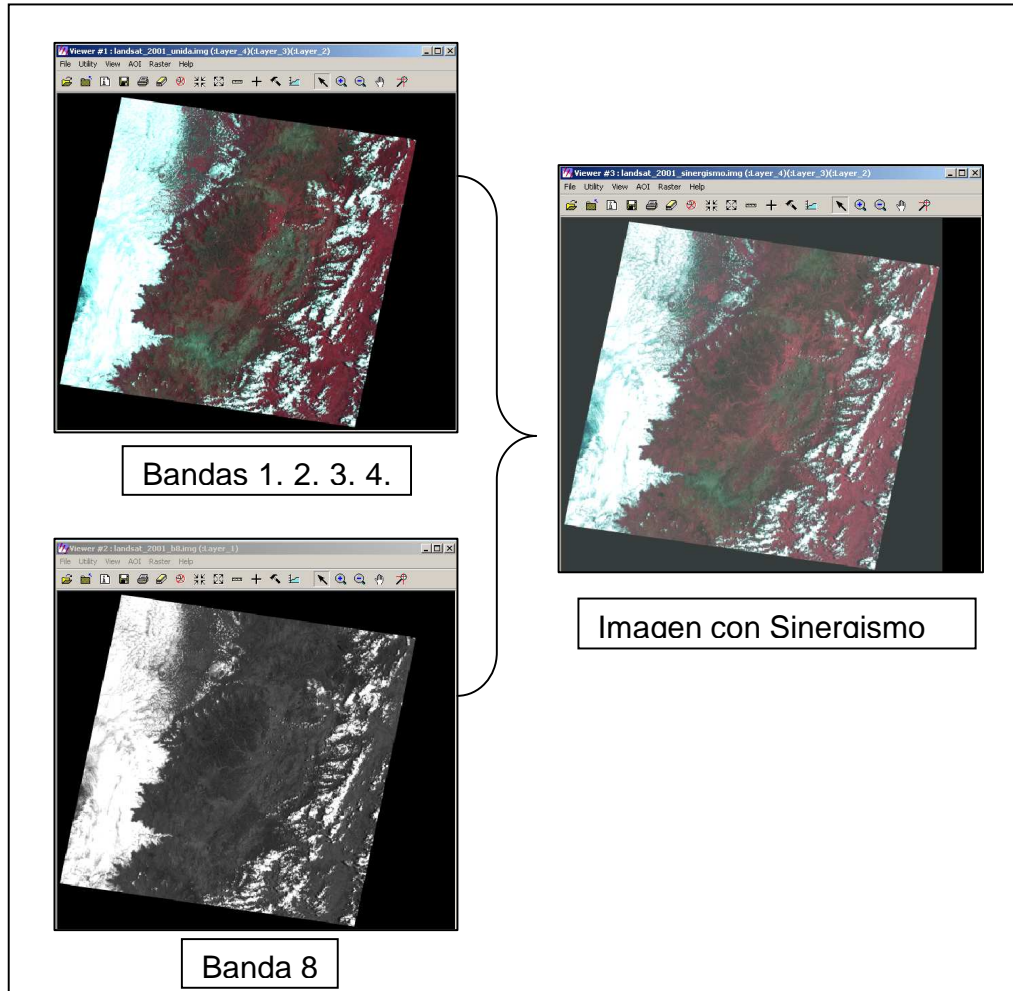 Viewer #1 : landsat_2001_unida.img (:Layer_4)(:Layer_3)(:Layer_2)
File Utility View AOI Raster Help
Bandas 1. 2. 3. 4.
Viewer #2 : landsat_2001_b8.img (:Layer_1)
File Utility View AOI Raster Help
Banda 8
Viewer #3 : landsat_2001_sinergismo.img (:Layer_4)(:Layer_3)(:Layer_2)
File Utility View AOI Raster Help
Imagen con Sinergismo